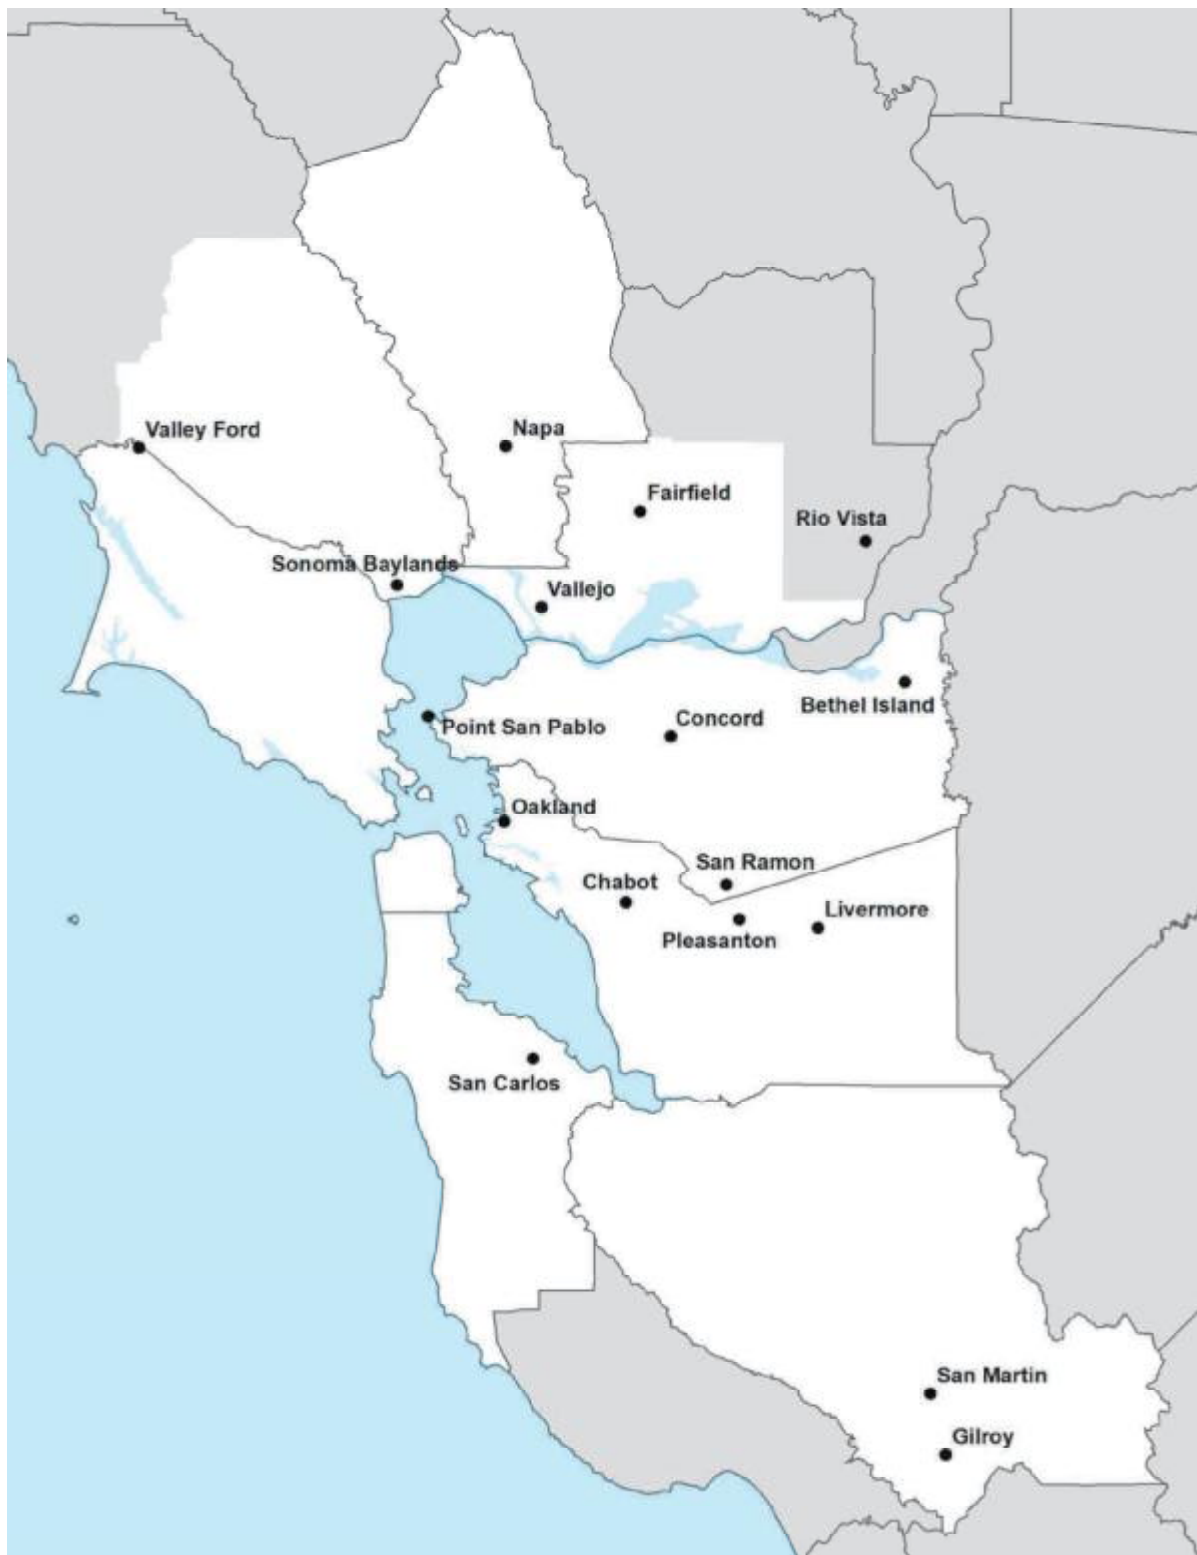 Valley Ford
Napa
Fairfield
Rio Vista
Sonoma Baylands
Vallejo
Bethel Island
Concord
Point San Pablo
Oakland
San Ramon
Chabot
Livermore
Pleasanton
San Carlos
San Martin
Gilroy